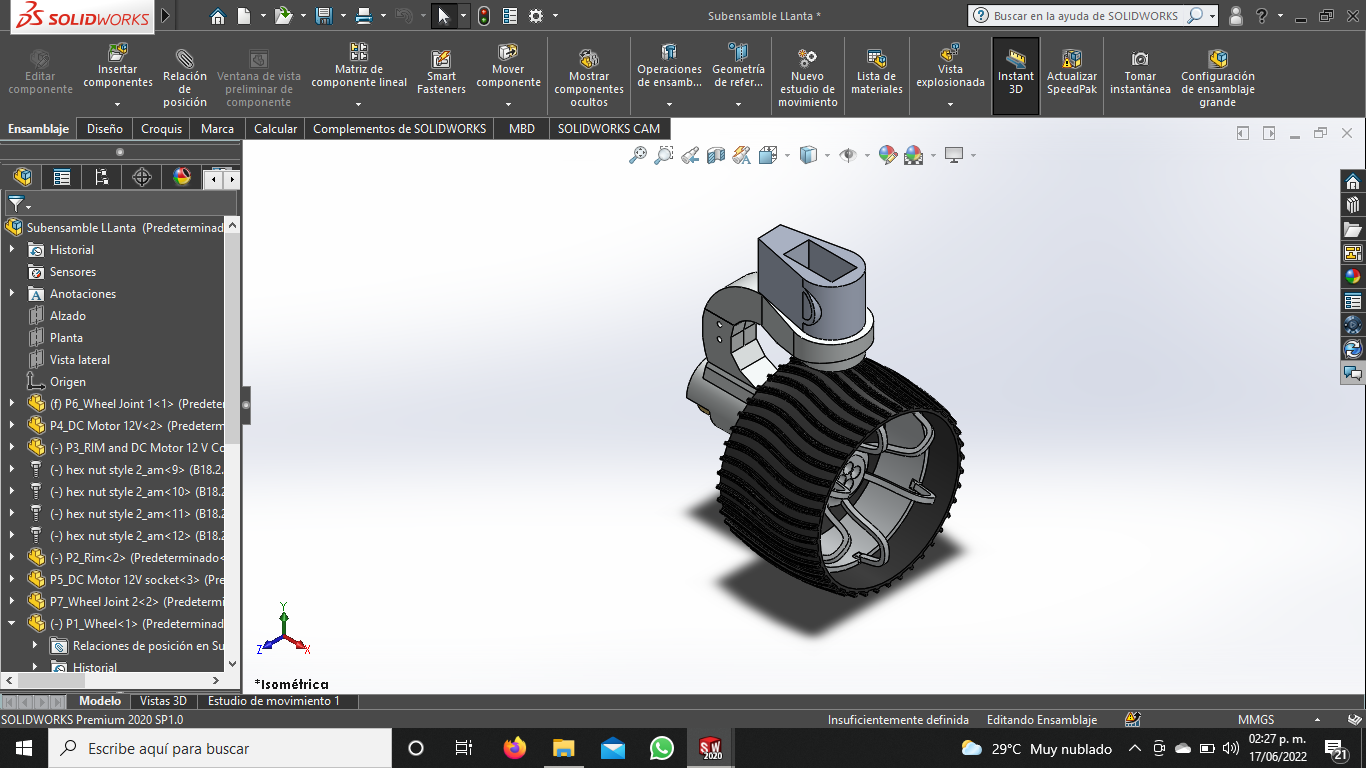 SOLIDWORKS
Subensamble LLanta *
Buscar en la ayuda de SOLIDWORKS
Editar
componente
Insertar
componentes
Relación
de
posición
Ventana de vista
preliminar de
componente
Matriz de
componente lineal
Smart
Fasteners
Mover
componente
Mostrar
componentes
ocultos
Operaciones
de ensamb...
Geometría
de refer...
Nuevo
estudio de
movimiento
Lista de
materiales
Vista
explosionada
Instant
3D
Actualizar
SpeedPak
Tomar
instantánea
Configuración
de ensamblaje
grande
Ensamblaje
Diseño
Croquis
Marca
Calcular
Complementos de SOLIDWORKS
MBD
SOLIDWORKS CAM
Subensamble LLanta (Predeterminad
Historial
Sensores
Anotaciones
Alzado
Planta
Vista lateral
Origen
(f) P6_Wheel Joint 1<1> (Predeter
P4_DC Motor 12V<2> (Predeterm
(-) P3_RIM and DC Motor 12 V Co
(-) hex nut style 2_am<9> (B18.2.
(-) hex nut style 2_am<10> (B18.2
(-) hex nut style 2_am<11> (B18.2
(-) hex nut style 2_am<12> (B18.2
(-) P2_Rim<2> (Predeterminado<
P5_DC Motor 12V socket<3> (Pre
P7_Wheel Joint 2<2> (Predetermi
(-) P1_Wheel<1> (Predeterminad
Relaciones de posición en Su
Historial
Y
Z
X
*Isométrica
Modelo
Vistas 3D
Estudio de movimiento 1
SOLIDWORKS Premium 2020 SP1.0
Insuficientemente definida
Editando Ensamblaje
MMGS
Escribe aquí para buscar
SW
2020
29°C Muy nublado
02:27 p. m.
17/06/2022
21